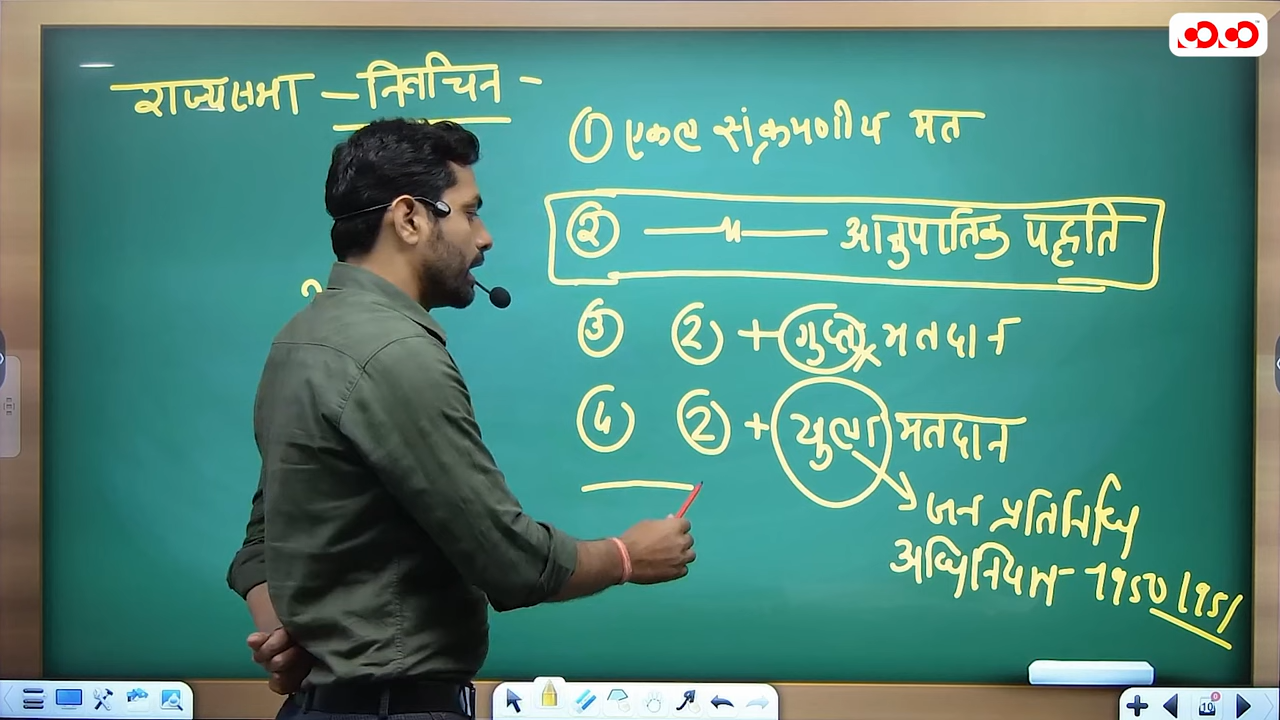 राज्यसभा – निर्वाचन -
① एकल संक्रमणीय मत
② —— 〃 —— आनुपातिक पद्धति
③ ② + गुप्त मतदान
④ ② + खुला मतदान
जन प्रतिनिधि
अधिनियम - 1950/1951
10